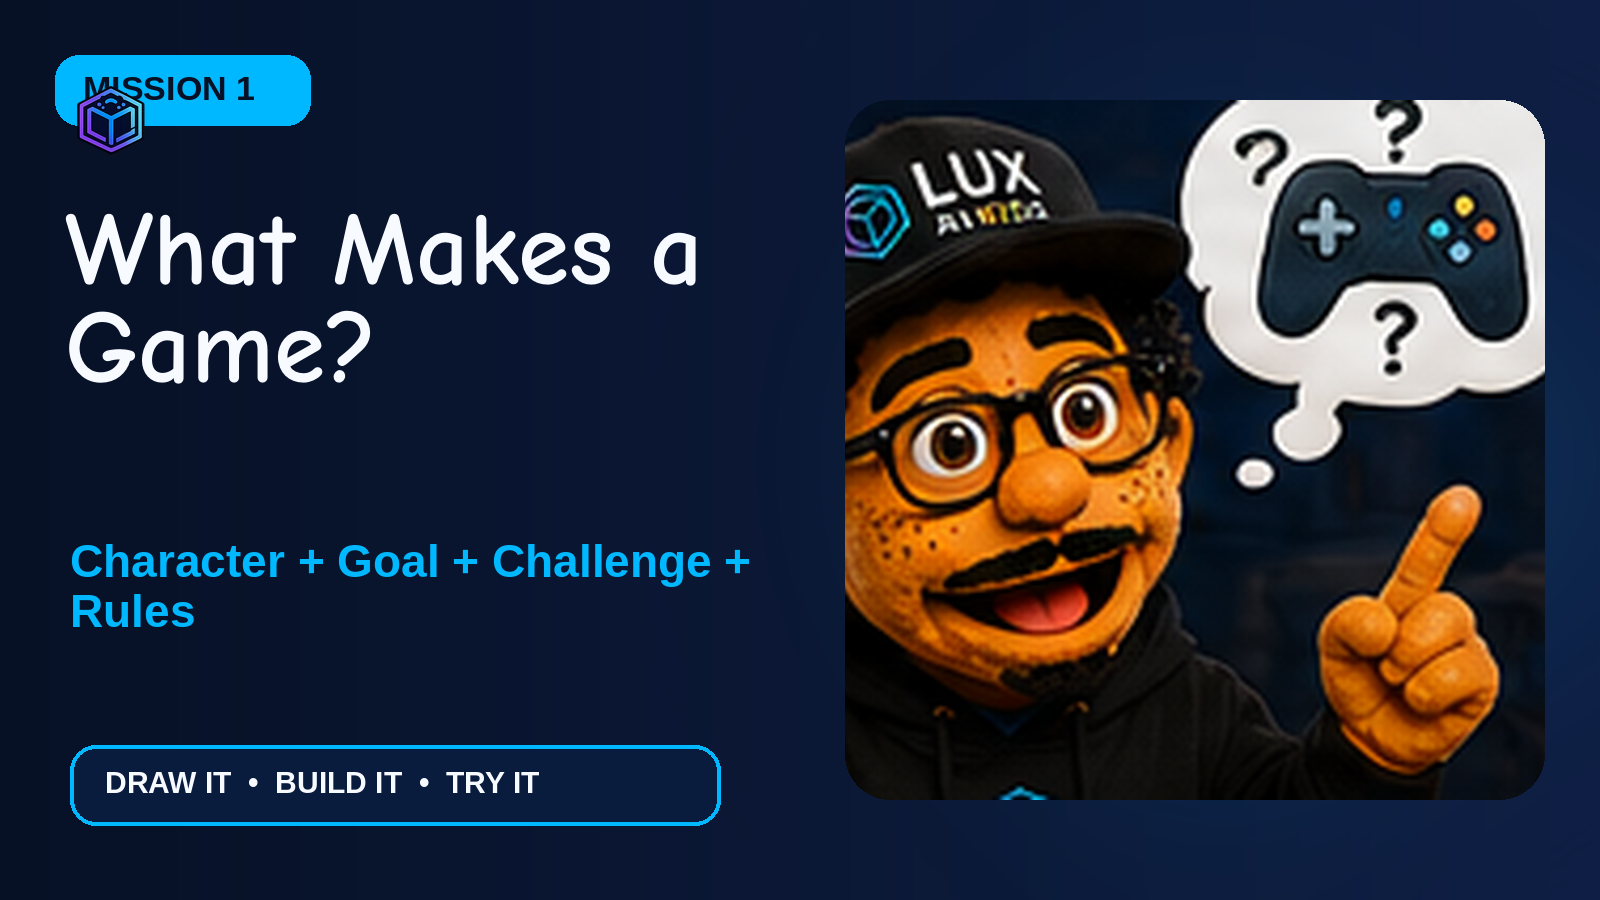 MISSION 1
What Makes a
Game?
Character + Goal + Challenge +
Rules
DRAW IT • BUILD IT • TRY IT
LUX
? ?
?